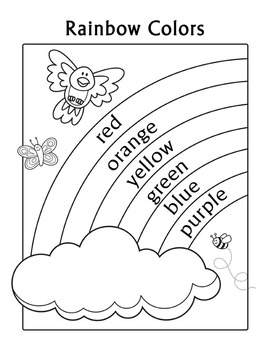 Rainbow Colors
red
orange
yellow
green
blue
purple